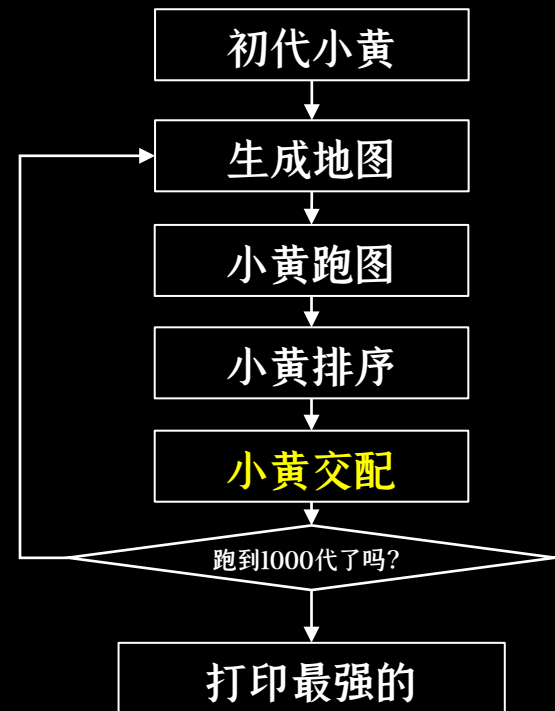 初代小黄
生成地图
小黄跑图
小黄排序
小黄交配
跑到1000代了吗?
打印最强的